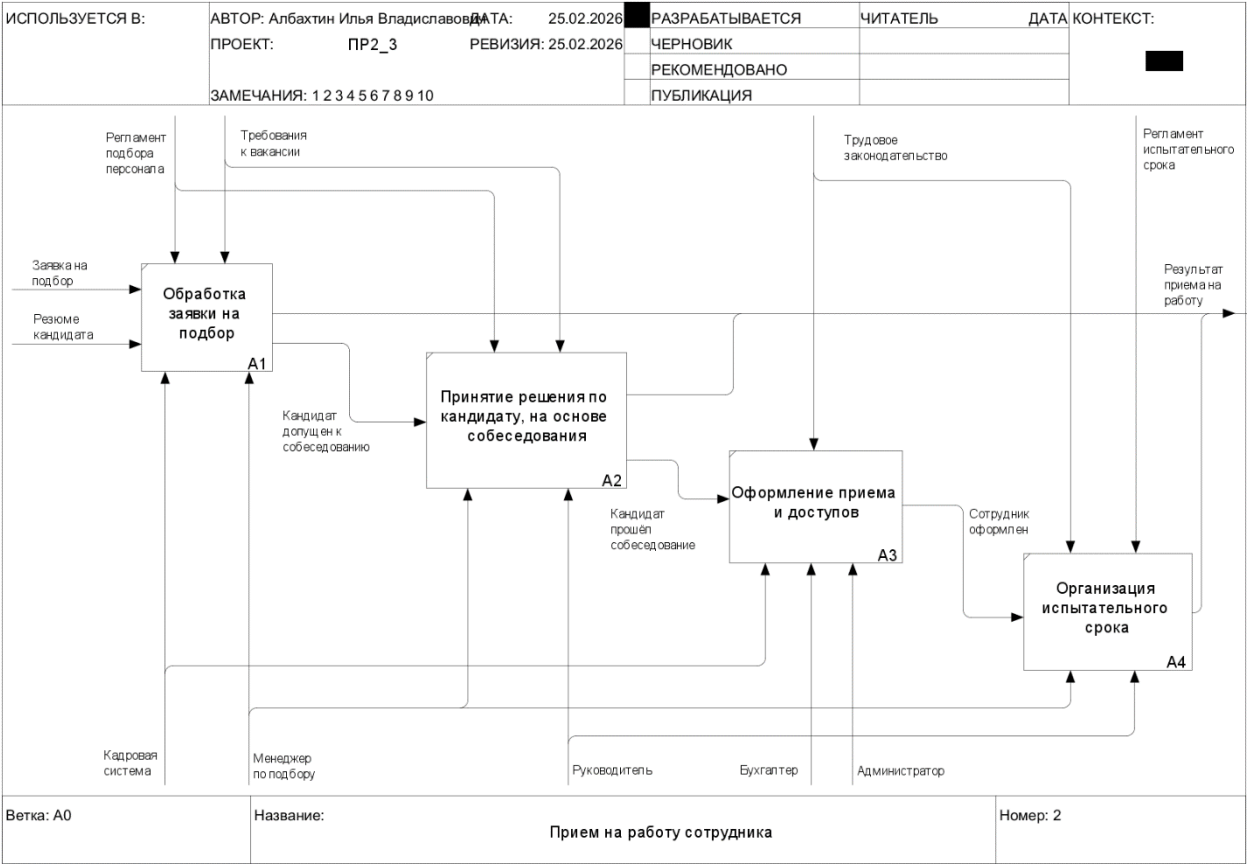 ИСПОЛЬЗУЕТСЯ В:
АВТОР: Албахтин Илья Владиславович
ДАТА: 25.02.2026
РАЗРАБАТЫВАЕТСЯ
ЧИТАТЕЛЬ
ДАТА
КОНТЕКСТ:
ПРОЕКТ: ПР2_3
РЕВИЗИЯ: 25.02.2026
ЧЕРНОВИК
РЕКОМЕНДОВАНО
ЗАМЕЧАНИЯ: 1 2 3 4 5 6 7 8 9 10
ПУБЛИКАЦИЯ
Регламент
подбора
персонала
Требования
к вакансии
Трудовое
законодательство
Регламент
испытательного
срока
Заявка на
подбор
Резюме
кандидата
Обработка
заявки на
подбор
A1
Результат
приема на
работу
Кандидат
допущен к
собеседованию
Принятие решения по
кандидату, на основе
собеседования
A2
Кандидат
прошёл
собеседование
Оформление приема
и доступов
A3
Сотрудник
оформлен
Организация
испытательного
срока
A4
Кадровая
система
Менеджер
по подбору
Руководитель
Бухгалтер
Администратор
Ветка: A0
Название:
Прием на работу сотрудника
Номер: 2